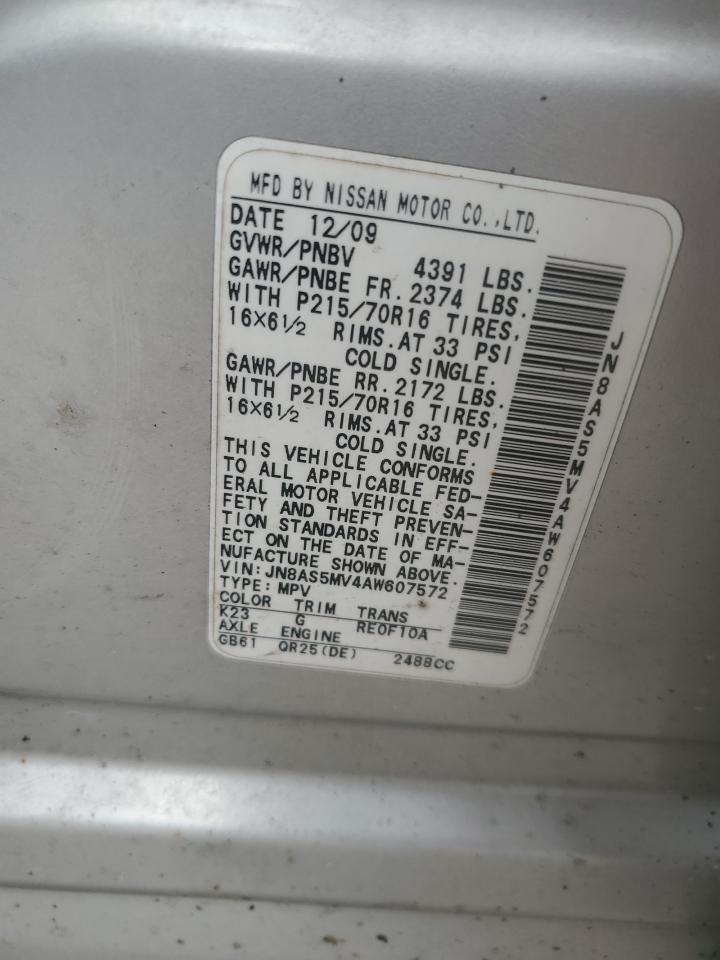 MFD BY NISSAN MOTOR CO.,LTD.
DATE 12/09
GVWR/PNBV 4391 LBS.
GAWR/PNBE FR. 2374 LBS.
WITH P215/70R16 TIRES,
16×6½ RIMS.AT 33 PSI
COLD SINGLE.
GAWR/PNBE RR. 2172 LBS.
WITH P215/70R16 TIRES,
16×6½ RIMS.AT 33 PSI
COLD SINGLE.
THIS VEHICLE CONFORMS
TO ALL APPLICABLE FED-
ERAL MOTOR VEHICLE SA-
FETY AND THEFT PREVEN-
TION STANDARDS IN EFF-
ECT ON THE DATE OF MA-
NUFACTURE SHOWN ABOVE.
VIN:JN8AS5MV4AW607572
TYPE:MPV
COLOR TRIM TRANS
K23 G RE0F10A
AXLE ENGINE
GB61 QR25(DE) 2488CC
JN8AS5MV4AW607572